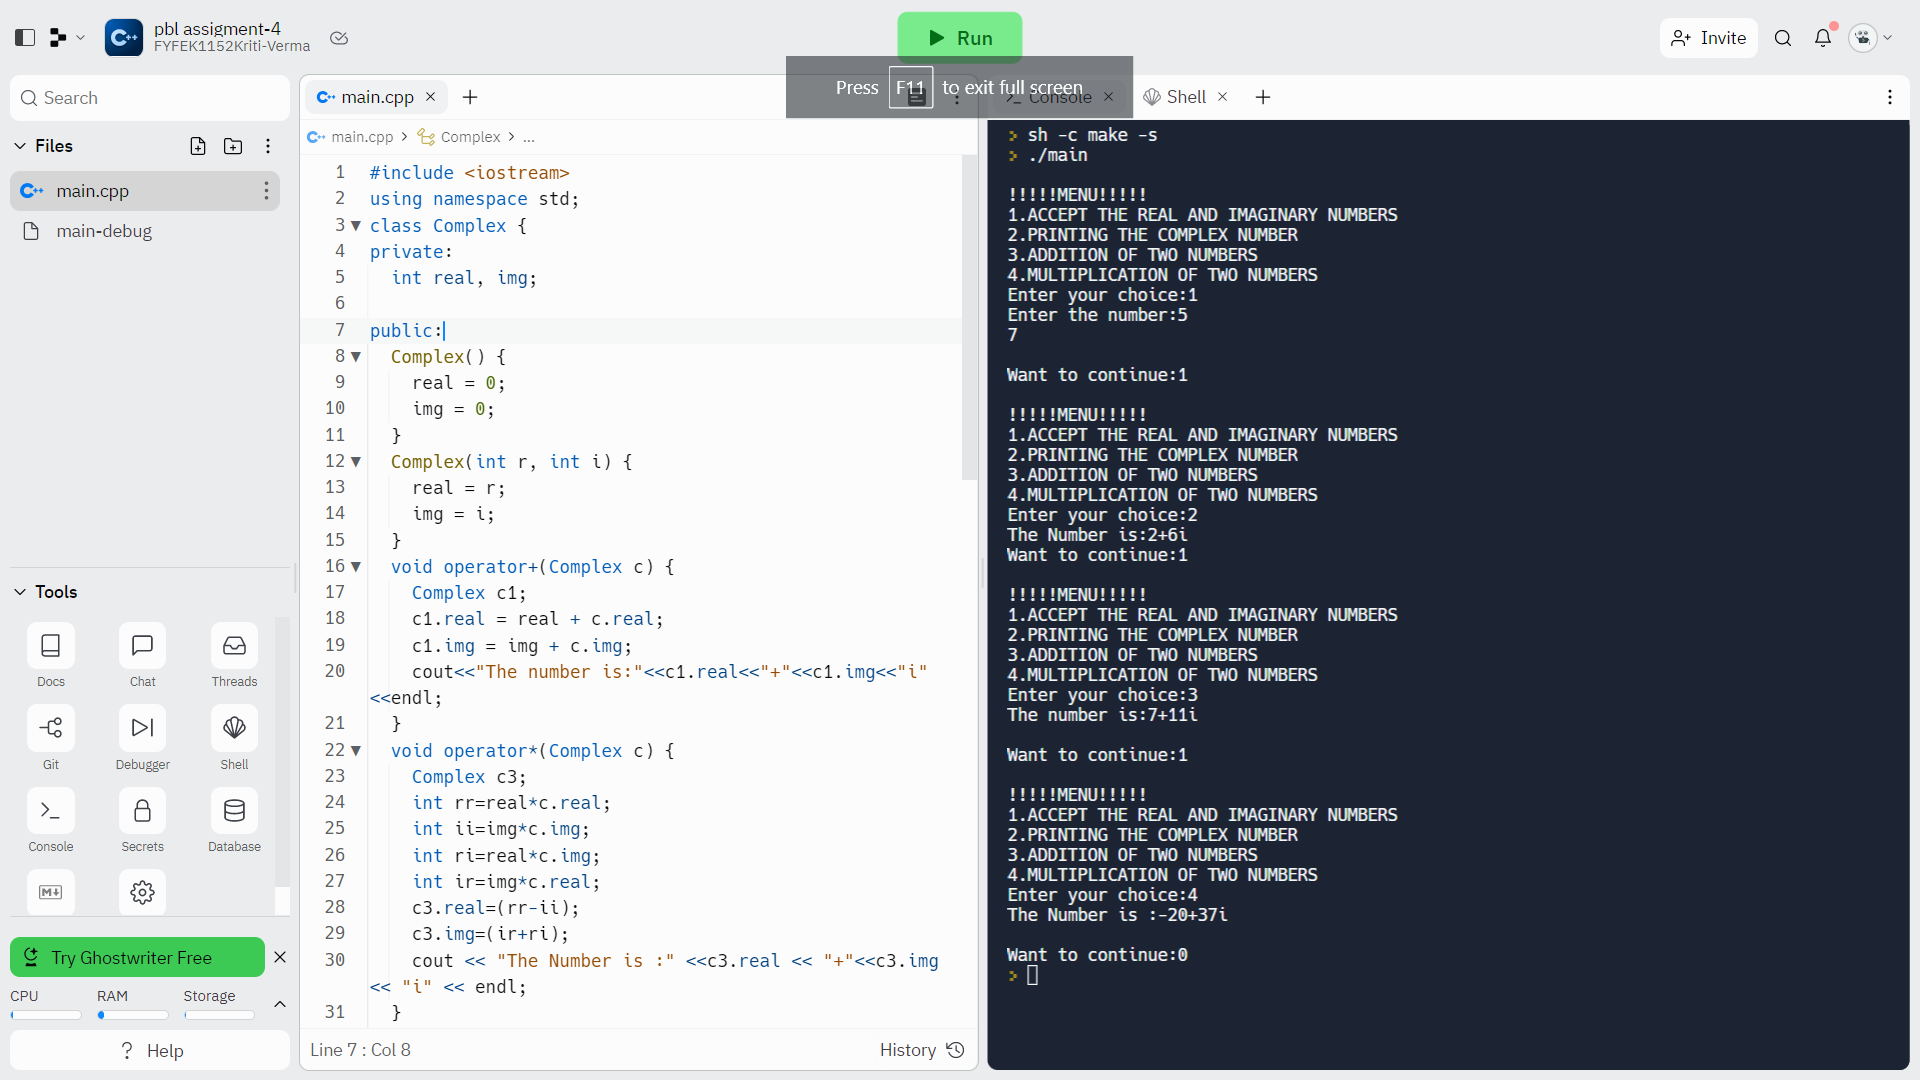 pbl assigment-4
FYFEK1152Kriti-Verma
Run
Invite
Press F11 to exit full screen
Search
Files
main.cpp
main-debug
Tools
Docs
Chat
Threads
Git
Debugger
Shell
Console
Secrets
Database
Try Ghostwriter Free
CPU
RAM
Storage
? Help
main.cpp
main.cpp > Complex > ...
1 #include <iostream>
2 using namespace std;
3 class Complex {
4 private:
5 int real, img;
6
7 public:
8 Complex() {
9 real = 0;
10 img = 0;
11 }
12 Complex(int r, int i) {
13 real = r;
14 img = i;
15 }
16 void operator+(Complex c) {
17 Complex c1;
18 c1.real = real + c.real;
19 c1.img = img + c.img;
20 cout<<"The number is:"<<c1.real<<"+"<<c1.img<<"i"
<<endl;
21 }
22 void operator*(Complex c) {
23 Complex c3;
24 int rr=real*c.real;
25 int ii=img*c.img;
26 int ri=real*c.img;
27 int ir=img*c.real;
28 c3.real=(rr-ii);
29 c3.img=(ir+ri);
30 cout << "The Number is :" <<c3.real << "+"<<c3.img
<< "i" << endl;
31 }
Line 7 : Col 8
History
Console
Shell
> sh -c make -s
> ./main
!!!!!MENU!!!!!
1.ACCEPT THE REAL AND IMAGINARY NUMBERS
2.PRINTING THE COMPLEX NUMBER
3.ADDITION OF TWO NUMBERS
4.MULTIPLICATION OF TWO NUMBERS
Enter your choice:1
Enter the number:5
7
Want to continue:1
!!!!!MENU!!!!!
1.ACCEPT THE REAL AND IMAGINARY NUMBERS
2.PRINTING THE COMPLEX NUMBER
3.ADDITION OF TWO NUMBERS
4.MULTIPLICATION OF TWO NUMBERS
Enter your choice:2
The Number is:2+6i
Want to continue:1
!!!!!MENU!!!!!
1.ACCEPT THE REAL AND IMAGINARY NUMBERS
2.PRINTING THE COMPLEX NUMBER
3.ADDITION OF TWO NUMBERS
4.MULTIPLICATION OF TWO NUMBERS
Enter your choice:3
The number is:7+11i
Want to continue:1
!!!!!MENU!!!!!
1.ACCEPT THE REAL AND IMAGINARY NUMBERS
2.PRINTING THE COMPLEX NUMBER
3.ADDITION OF TWO NUMBERS
4.MULTIPLICATION OF TWO NUMBERS
Enter your choice:4
The Number is :-20+37i
Want to continue:0
>